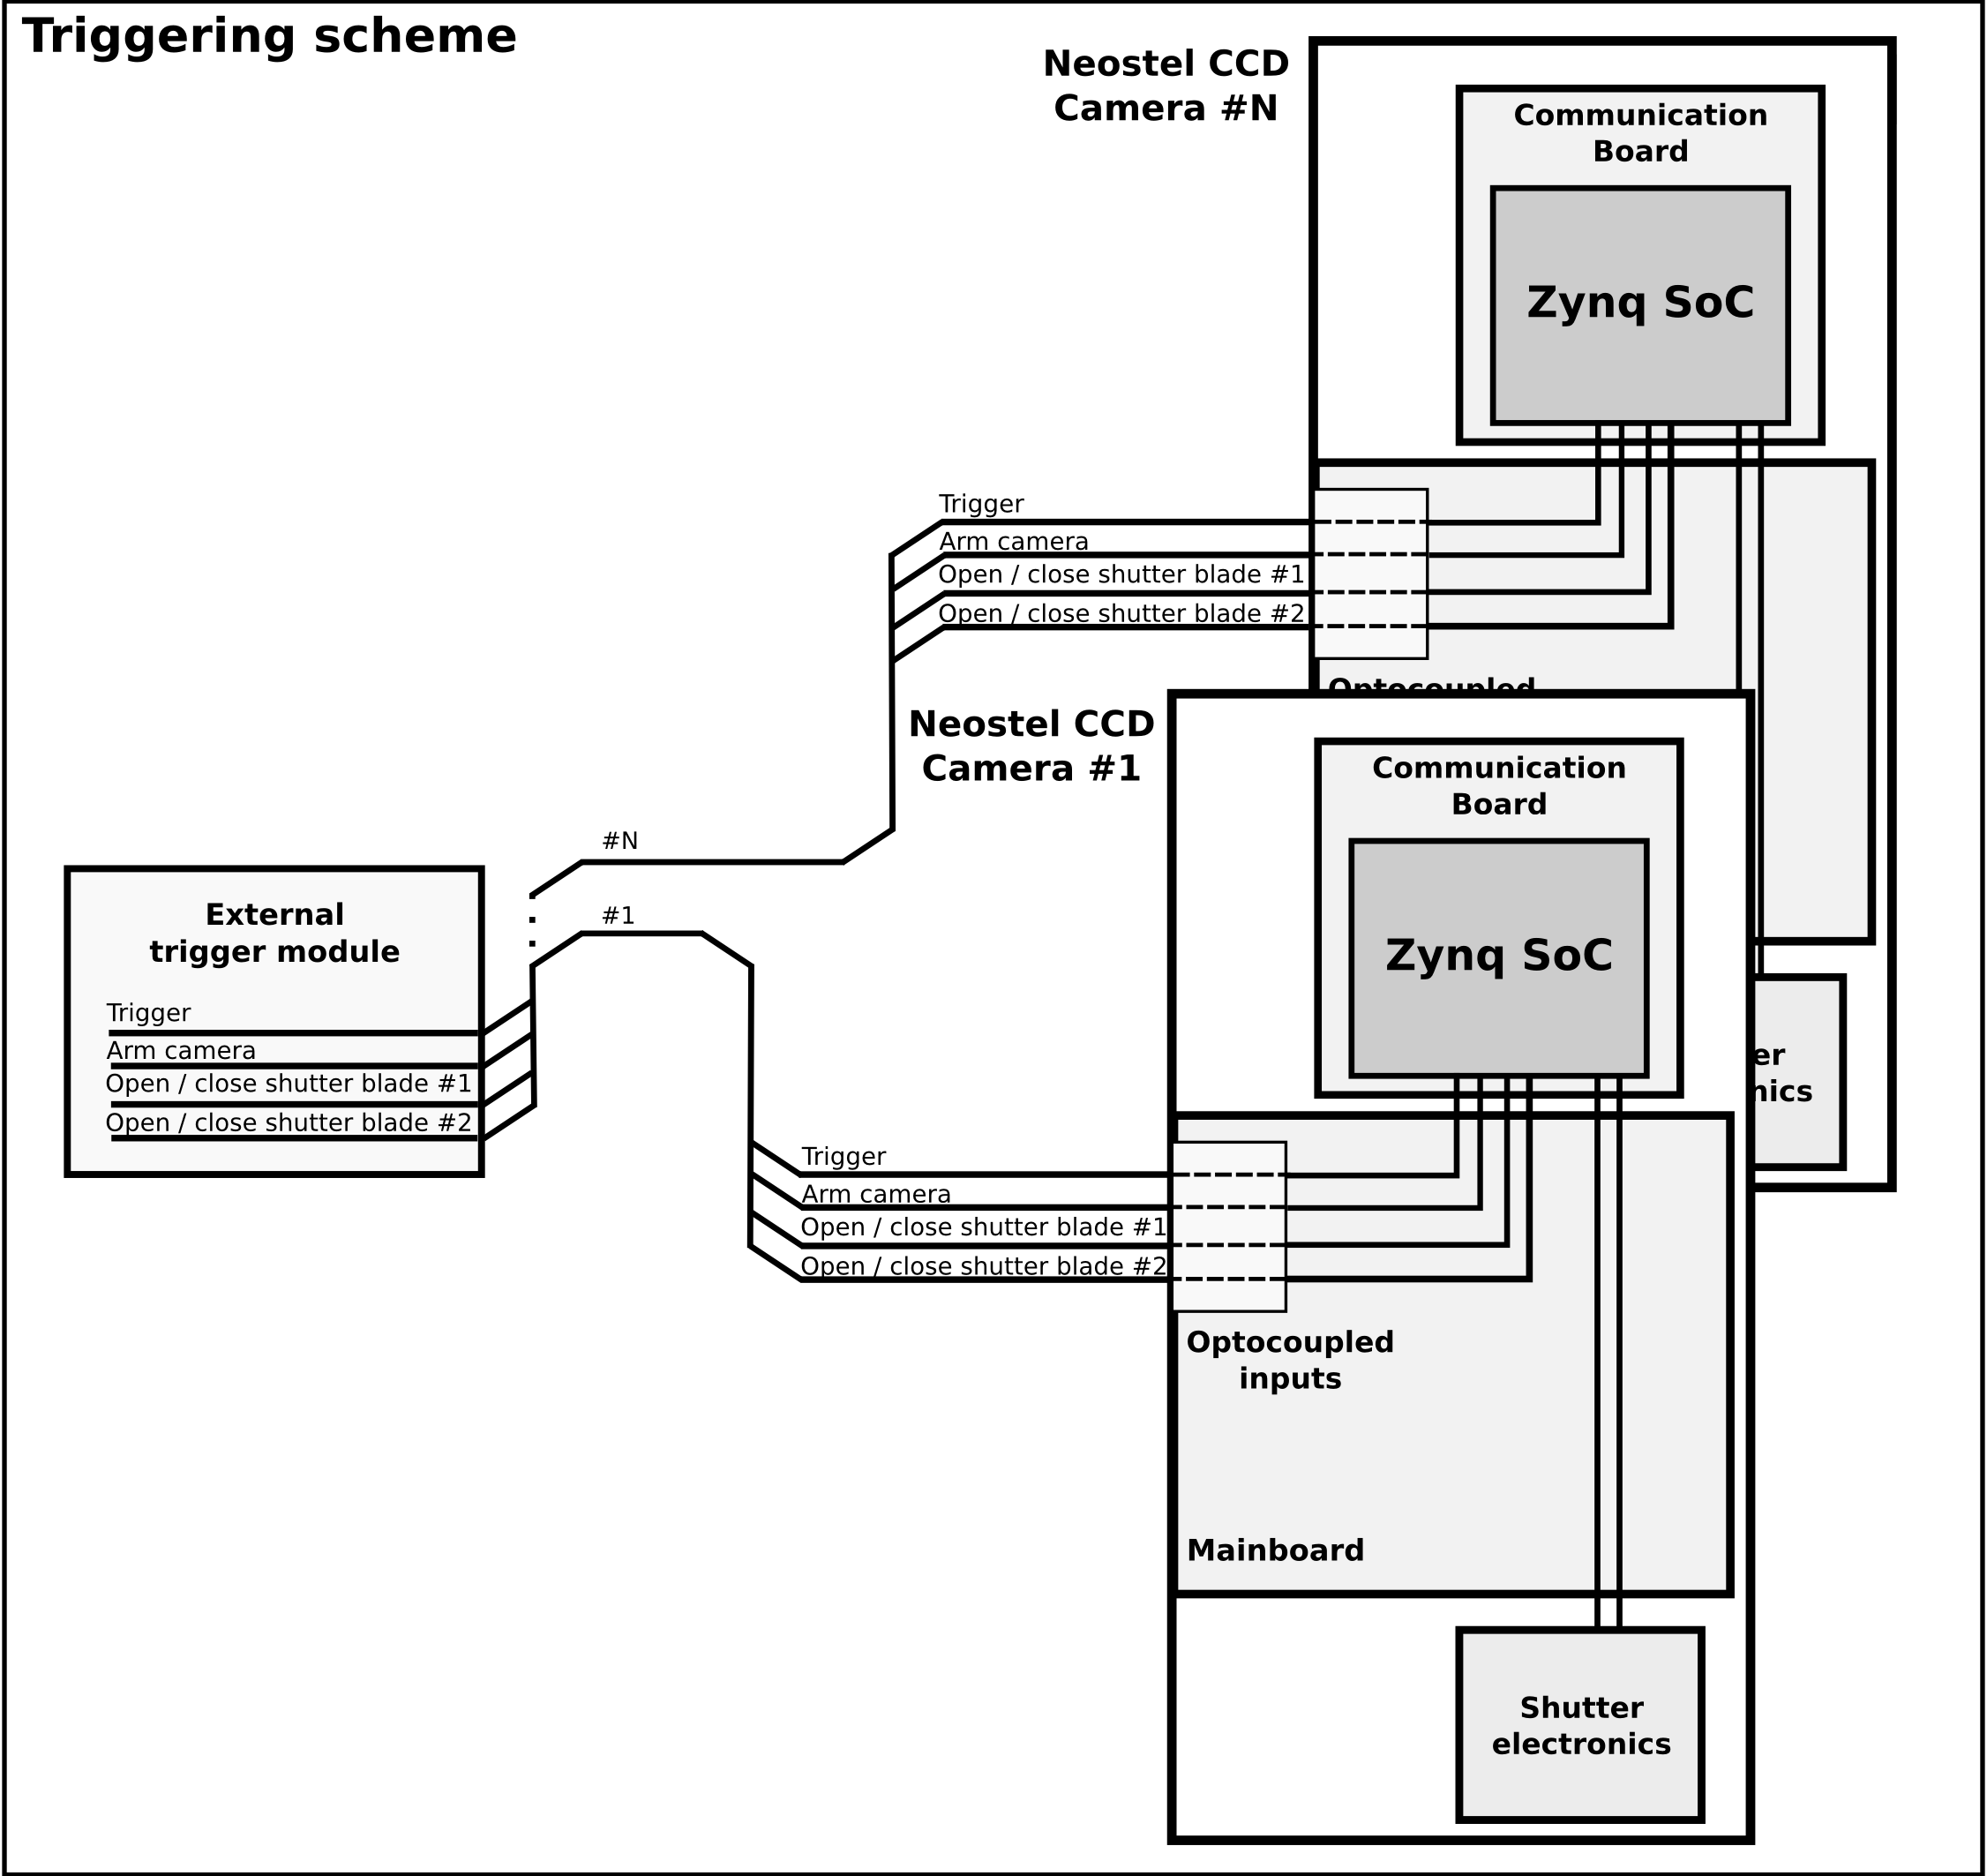 Triggering scheme
Neostel CCD
Camera #N
Communication
Board
Zynq SoC
Trigger
Arm camera
Open / close shutter blade #1
Open / close shutter blade #2
Optocoupled
Neostel CCD
Camera #1
Communication
Board
Zynq SoC
#N
#1
External
trigger module
Trigger
Arm camera
Open / close shutter blade #1
Open / close shutter blade #2
er
nics
Trigger
Arm camera
Open / close shutter blade #1
Open / close shutter blade #2
Optocoupled
inputs
Mainboard
Shutter
electronics